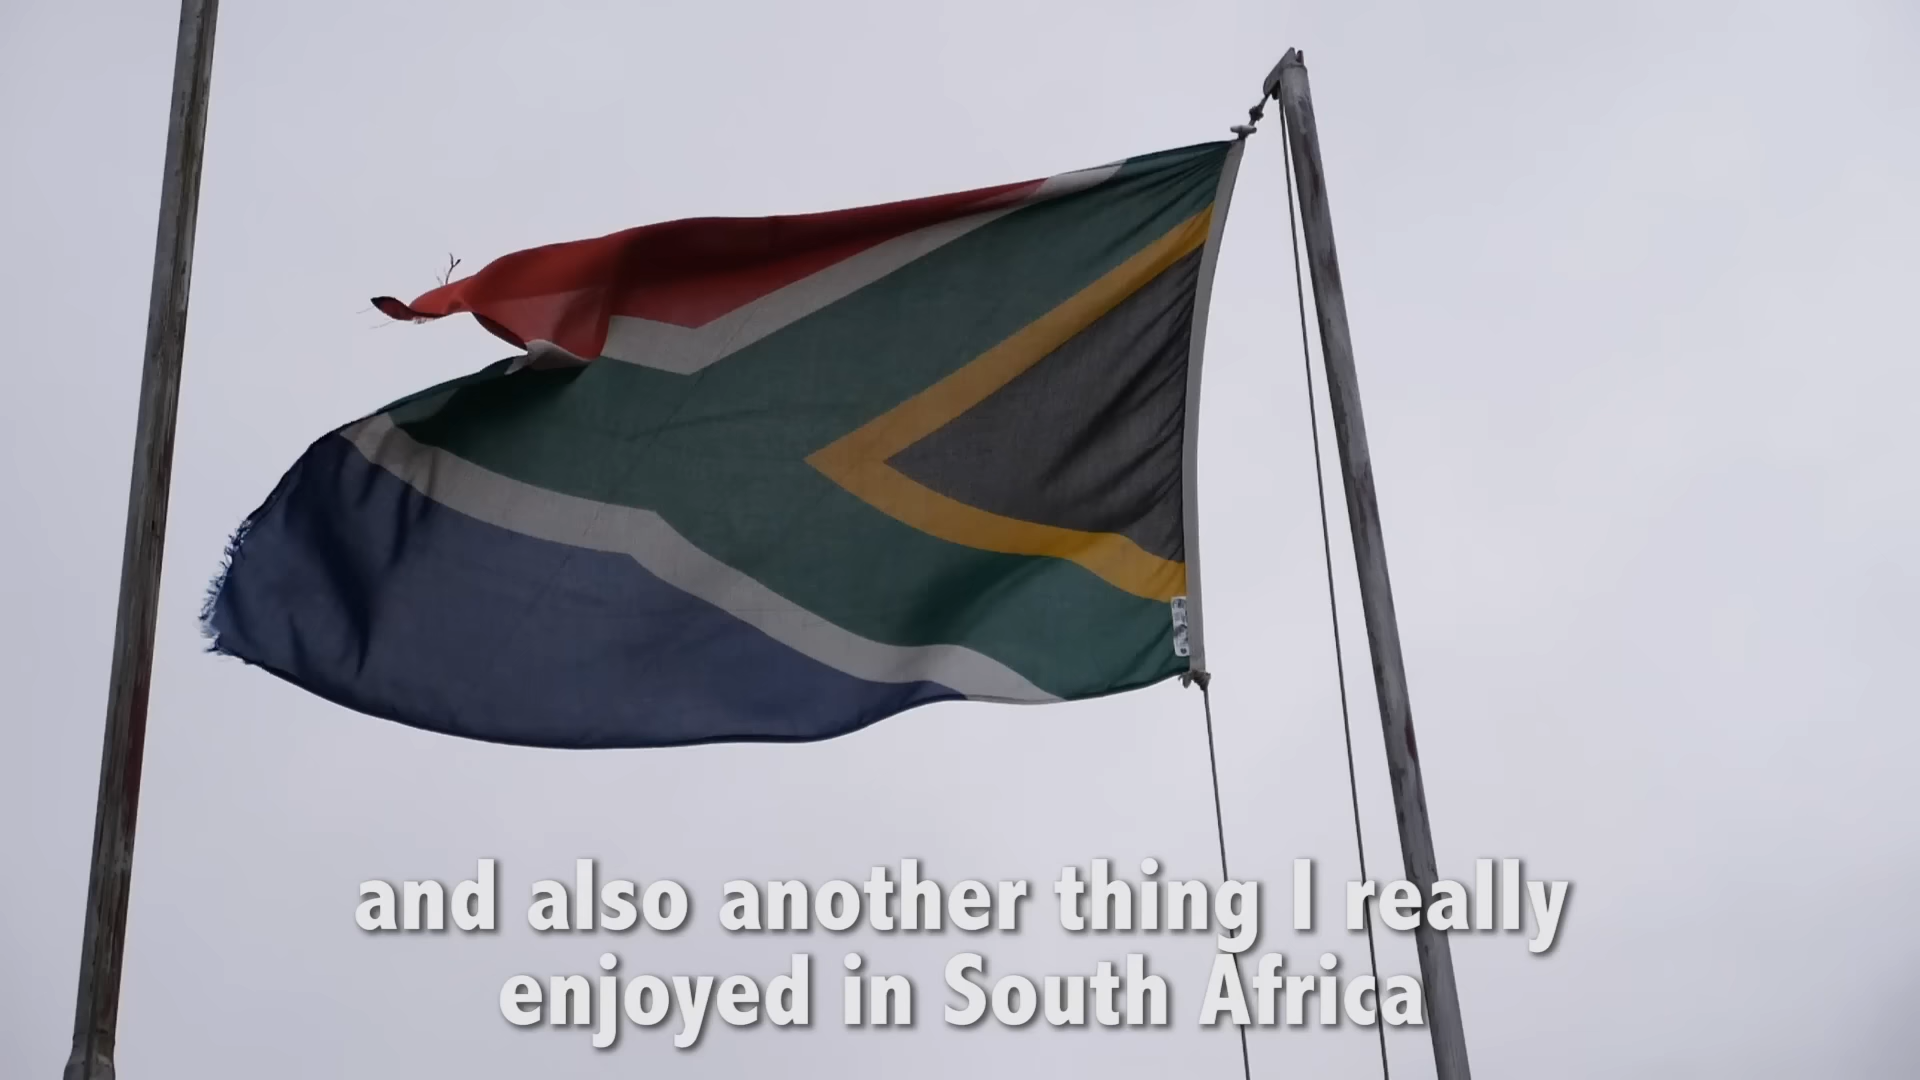 and also another thing I really
enjoyed in South Africa